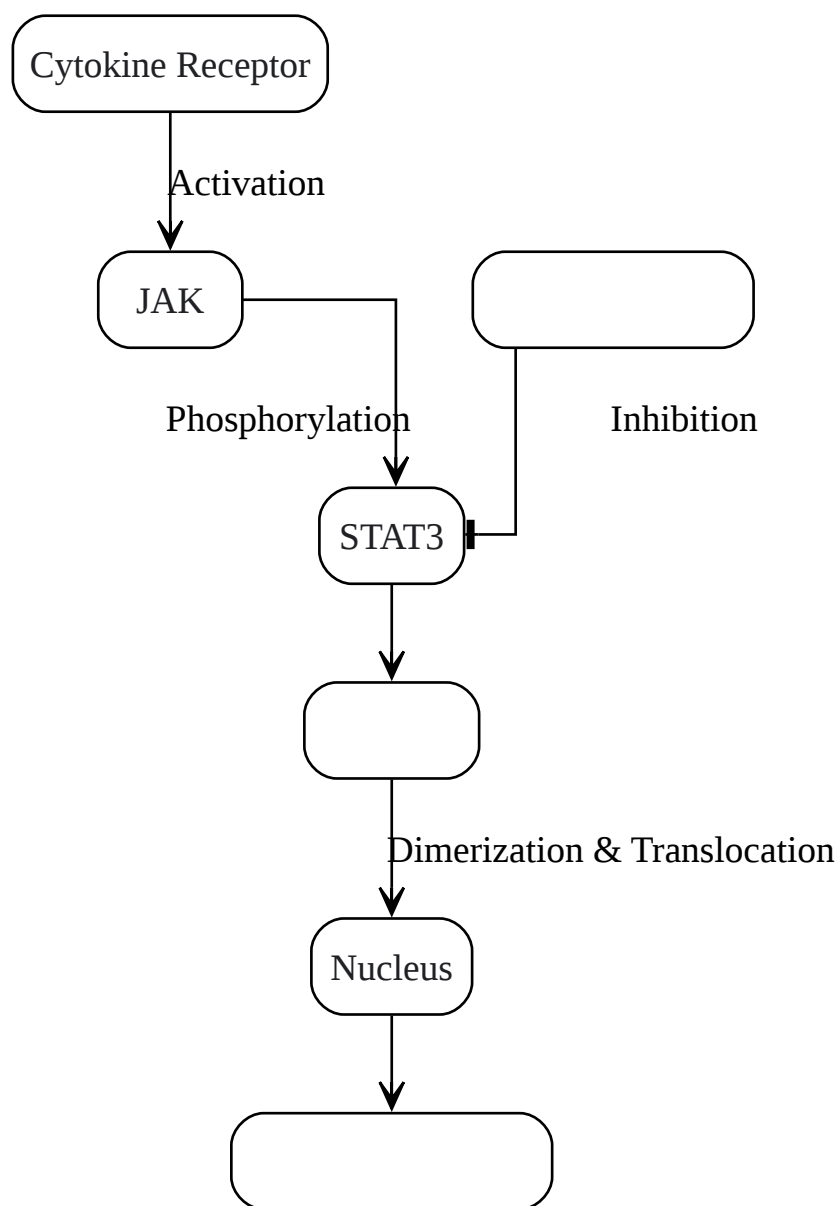 Cytokine Receptor
Activation
JAK
Phosphorylation
Inhibition
STAT3
Dimerization & Translocation
Nucleus